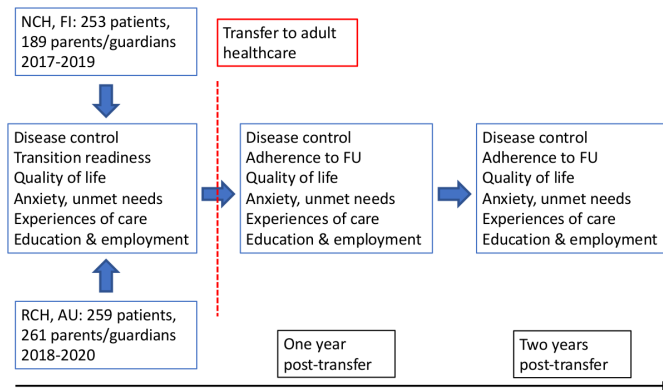 NCH, FI: 253 patients,
189 parents/guardians
2017-2019
Transfer to adult
healthcare
Disease control
Transition readiness
Quality of life
Anxiety, unmet needs
Experiences of care
Education & employment
Disease control
Adherence to FU
Quality of life
Anxiety, unmet needs
Experiences of care
Education & employment
Disease control
Adherence to FU
Quality of life
Anxiety, unmet needs
Experiences of care
Education & employment
RCH, AU: 259 patients,
261 parents/guardians
2018-2020
One year
post-transfer
Two years
post-transfer